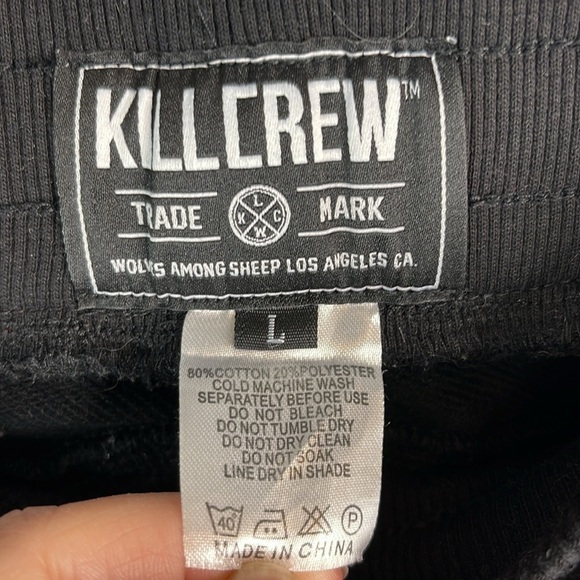 KILLCREW™
TRADE MARK
L
K C
W
WOLVES AMONG SHEEP LOS ANGELES CA.
L
80%COTTON 20%POLYESTER
COLD MACHINE WASH
SEPARATELY BEFORE USE
DO NOT BLEACH
DO NOT TUMBLE DRY
DO NOT DRY CLEAN
DO NOT SOAK
LINE DRY IN SHADE
40 P
MADE IN CHINA